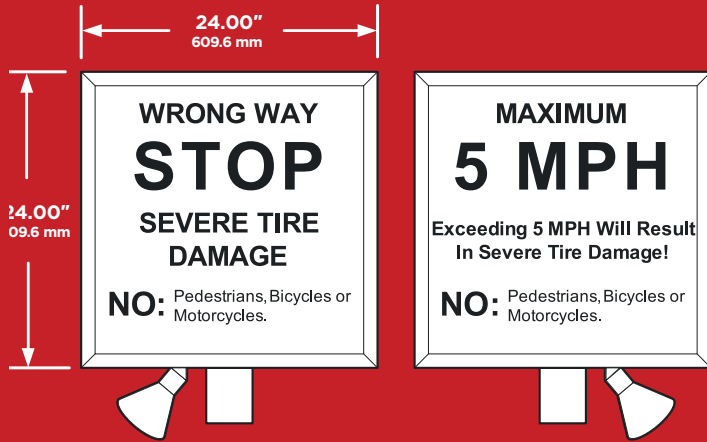 24.00"
609.6 mm
24.00"
09.6 mm
WRONG WAY
STOP
SEVERE TIRE
DAMAGE
NO: Pedestrians, Bicycles or
Motorcycles.
MAXIMUM
5 MPH
Exceeding 5 MPH Will Result
In Severe Tire Damage!
NO: Pedestrians, Bicycles or
Motorcycles.